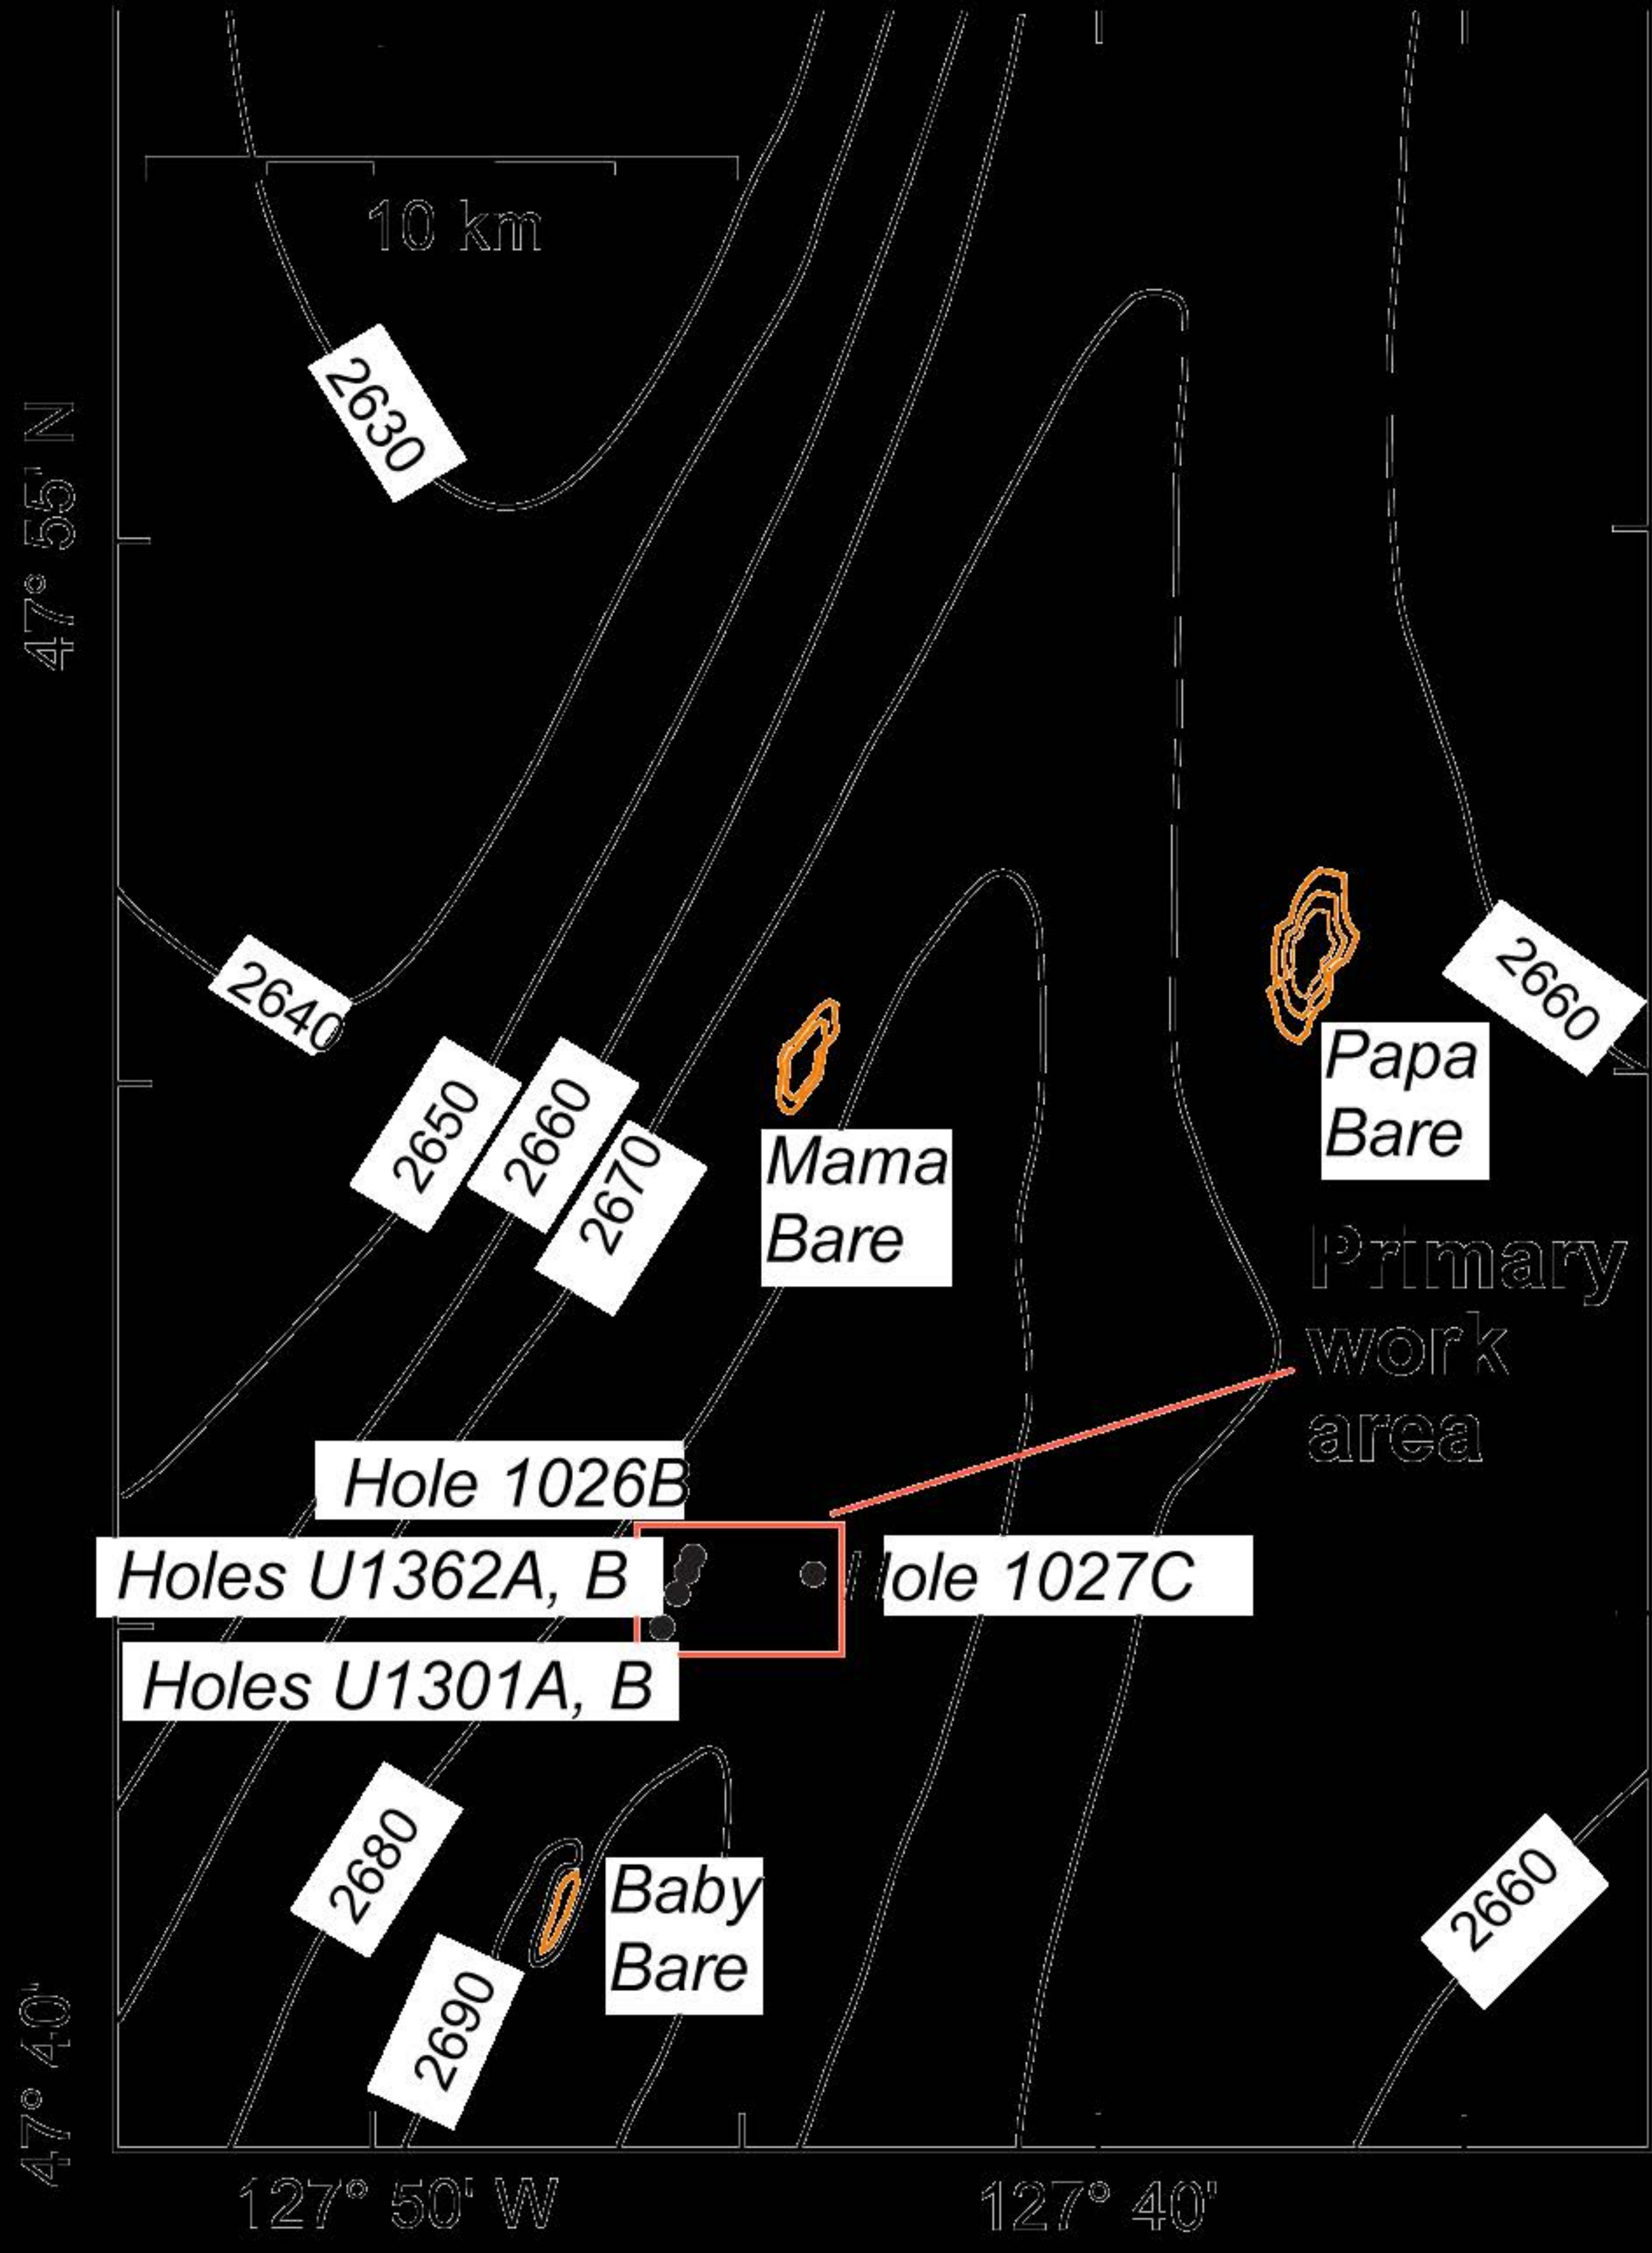 10 km
2630
47° 55' N
2640
2660
2650
2660
2670
Papa
Bare
Mama
Bare
Primary
work
area
Hole 1026B
Holes U1362A, B
ole 1027C
Holes U1301A, B
2680
2660
Baby
Bare
2690
47° 40'
127° 50' W
127° 40'